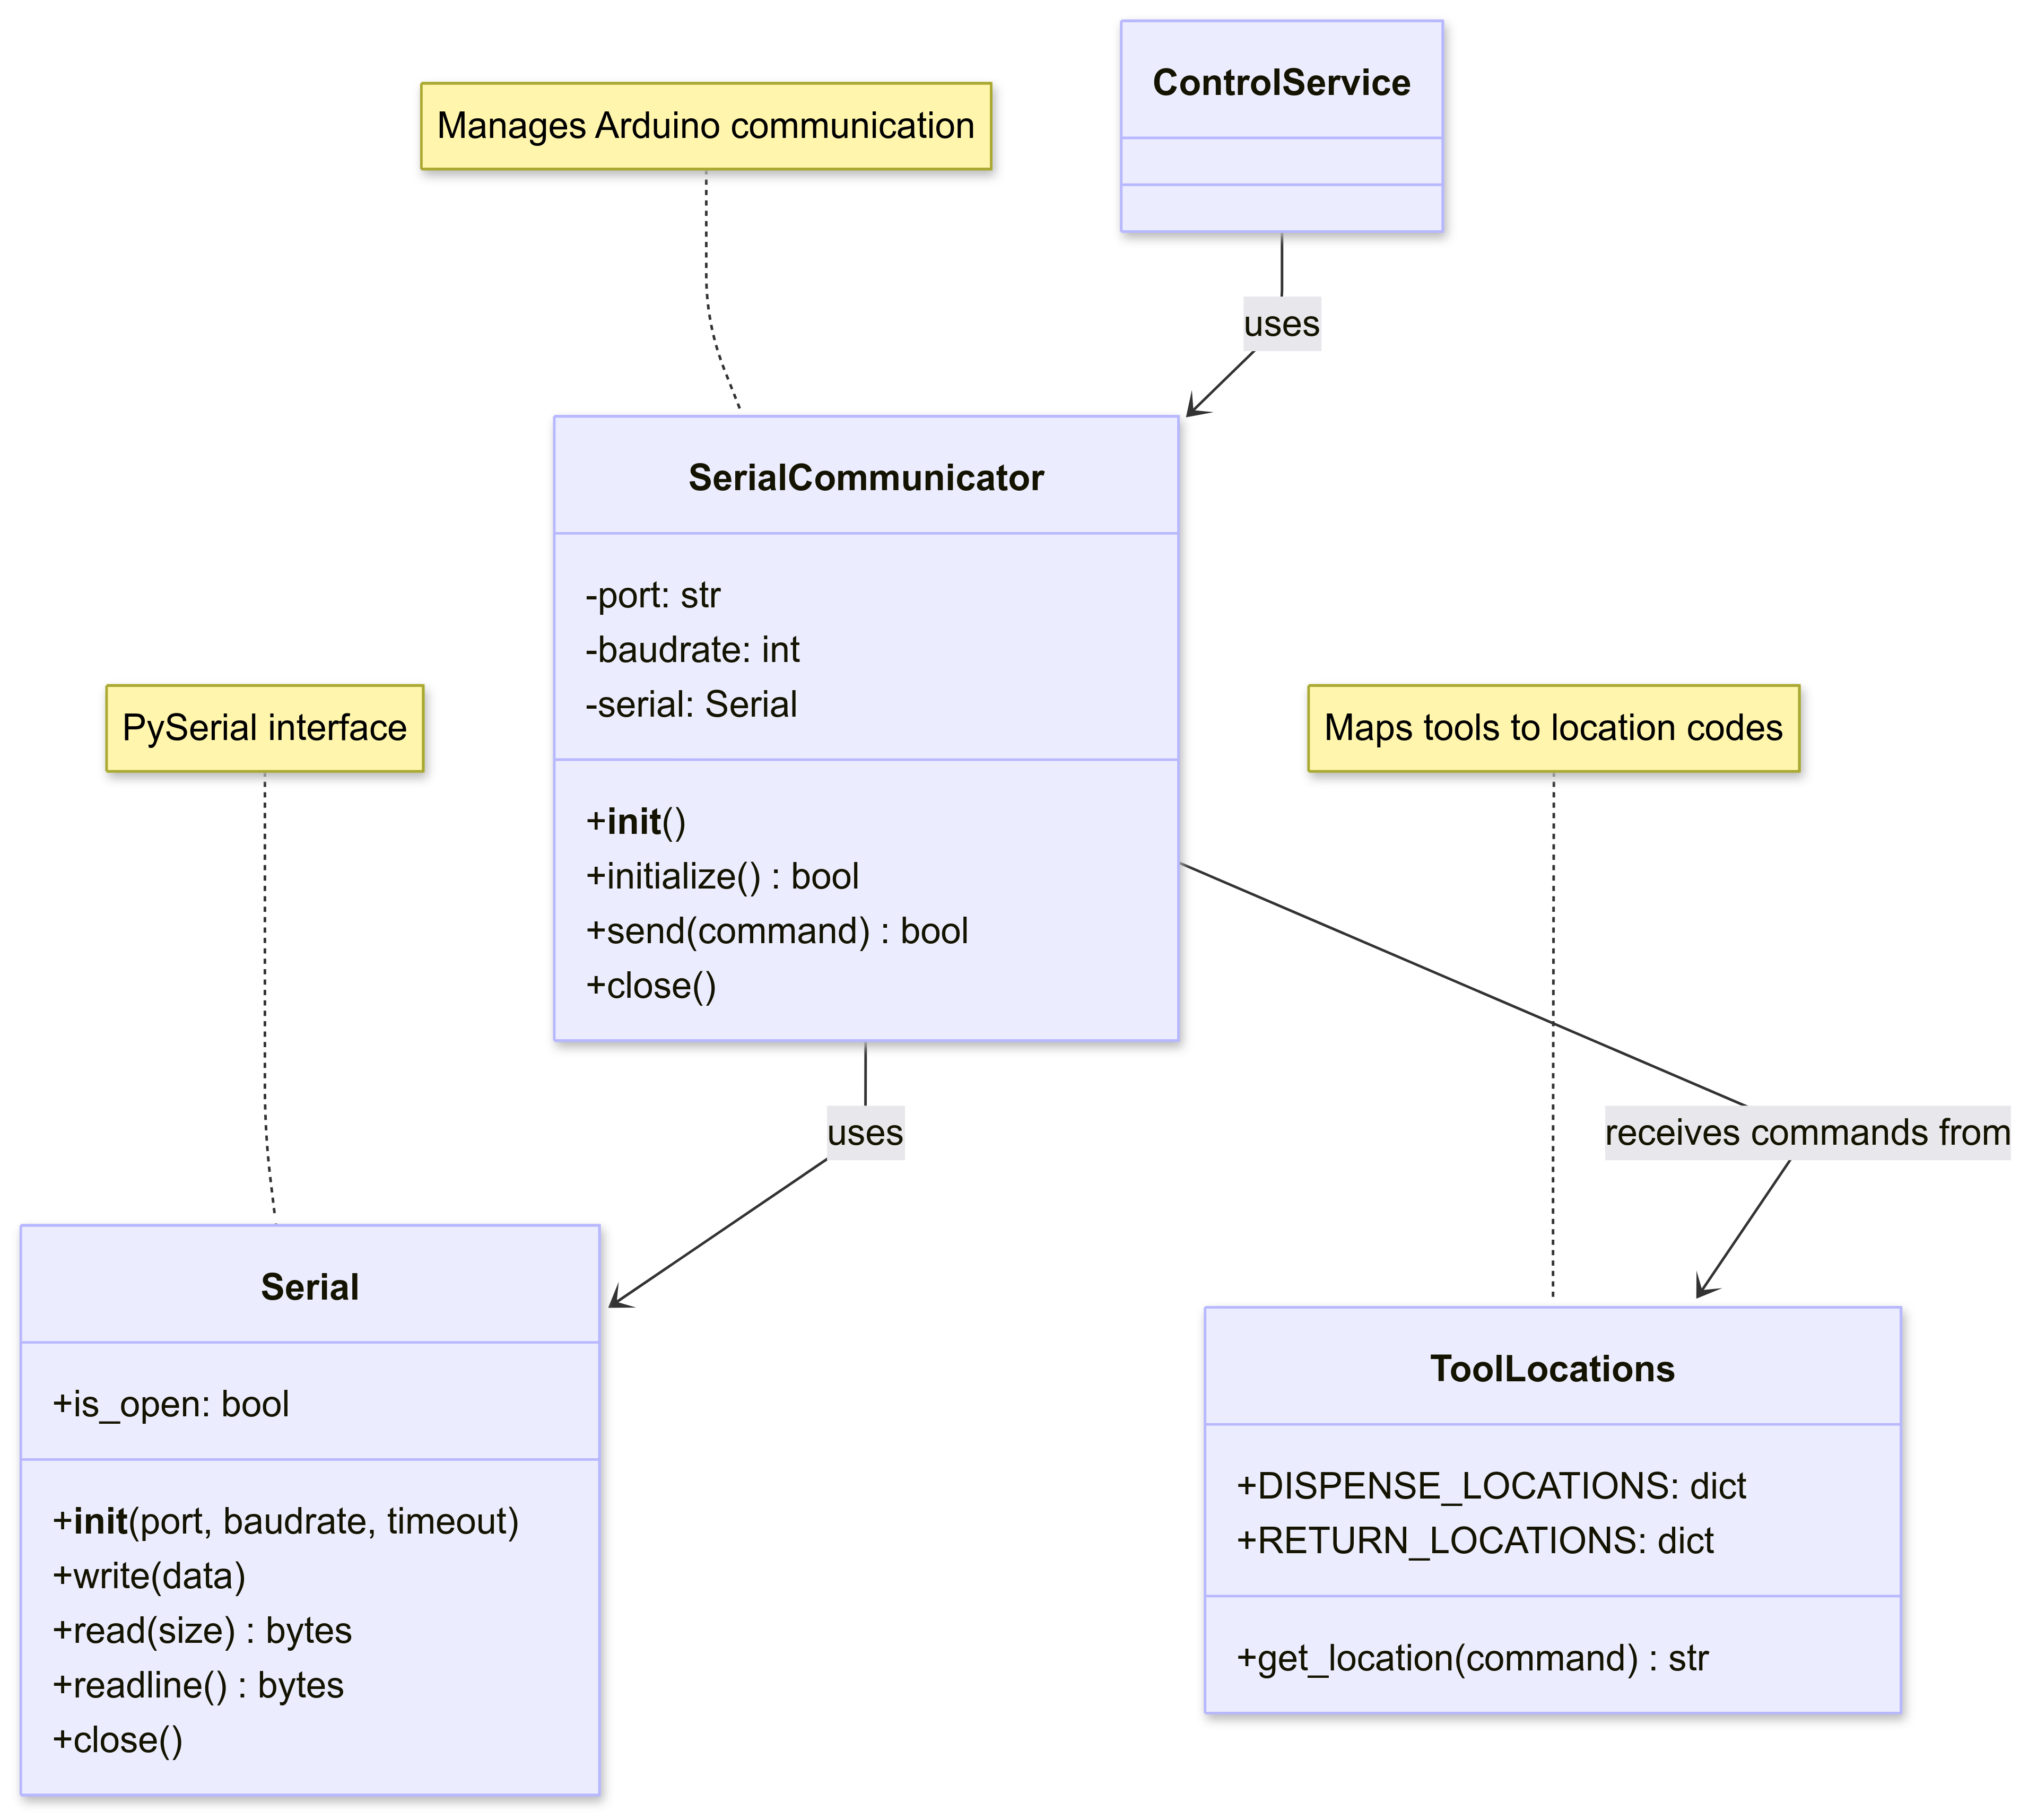 ControlService
Manages Arduino communication
uses
SerialCommunicator
-port: str
-baudrate: int
-serial: Serial
+init()
+initialize() : bool
+send(command) : bool
+close()
PySerial interface
Maps tools to location codes
uses
receives commands from
Serial
+is_open: bool
+init(port, baudrate, timeout)
+write(data)
+read(size) : bytes
+readline() : bytes
+close()
ToolLocations
+DISPENSE_LOCATIONS: dict
+RETURN_LOCATIONS: dict
+get_location(command) : str